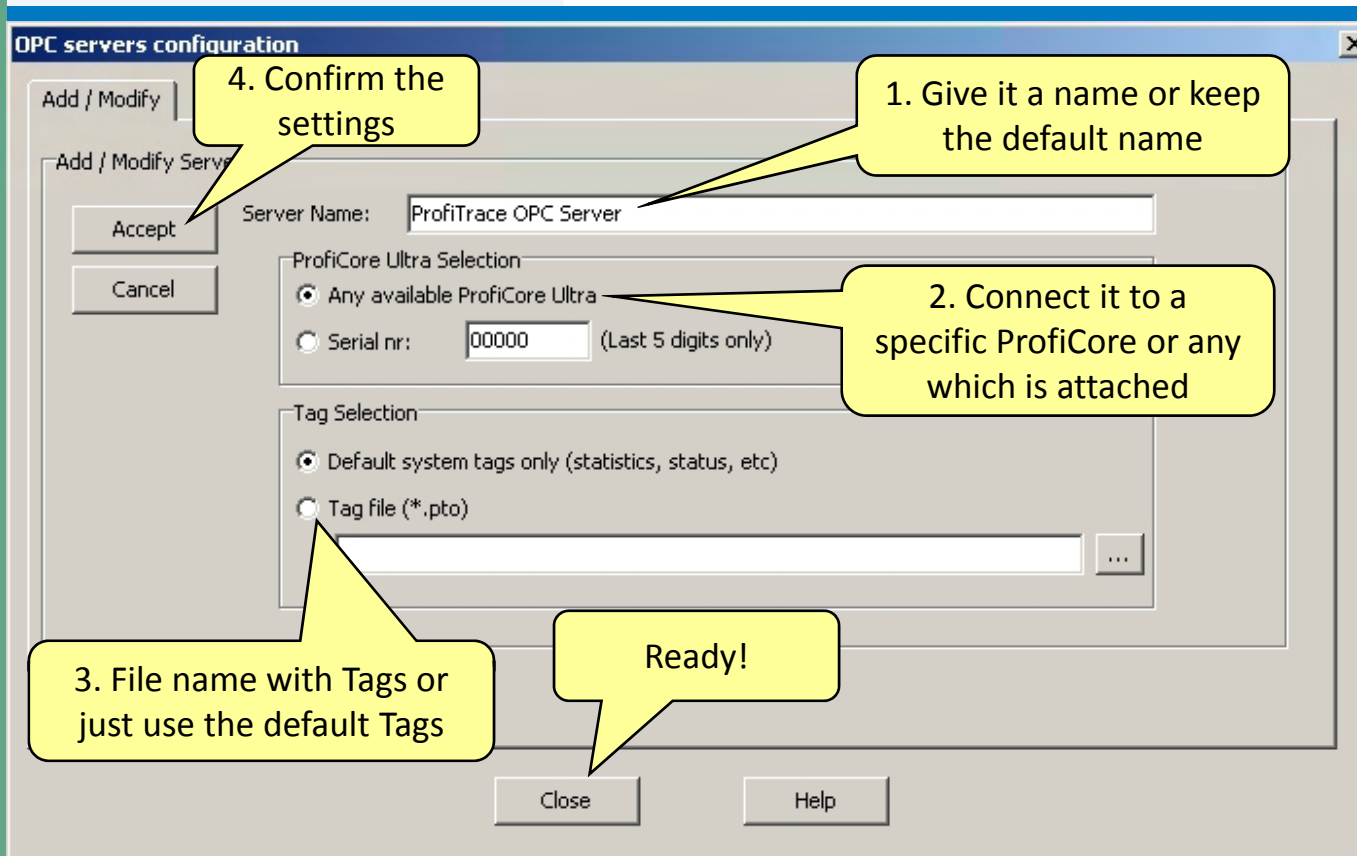 OPC servers configuration
4. Confirm the
settings
Add / Modify
1. Give it a name or keep
the default name
Add / Modify Serve
Accept
Server Name:
ProfiTrace OPC Server
Cancel
ProfiCore Ultra Selection
Any available ProfiCore Ultra
Serial nr:
00000
(Last 5 digits only)
2. Connect it to a
specific ProfiCore or any
which is attached
Tag Selection
Default system tags only (statistics, status, etc)
Tag file (*.pto)
...
3. File name with Tags or
just use the default Tags
Ready!
Close
Help